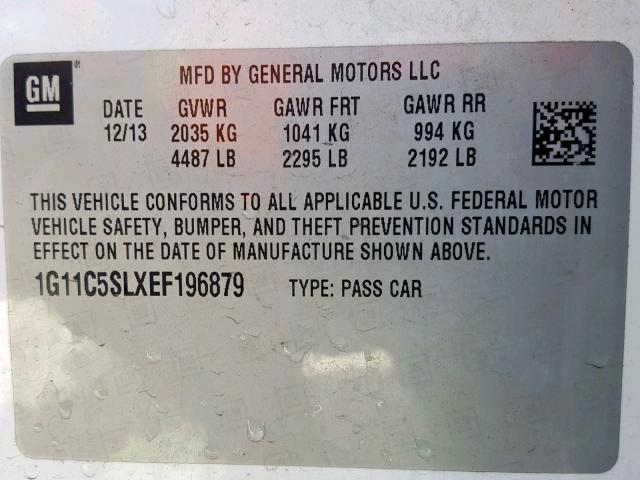 GM
MFD BY GENERAL MOTORS LLC
DATE GVWR GAWR FRT GAWR RR
12/13 2035 KG 1041 KG 994 KG
4487 LB 2295 LB 2192 LB
THIS VEHICLE CONFORMS TO ALL APPLICABLE U.S. FEDERAL MOTOR
VEHICLE SAFETY, BUMPER, AND THEFT PREVENTION STANDARDS IN
EFFECT ON THE DATE OF MANUFACTURE SHOWN ABOVE.
1G11C5SLXEF196879 TYPE: PASS CAR